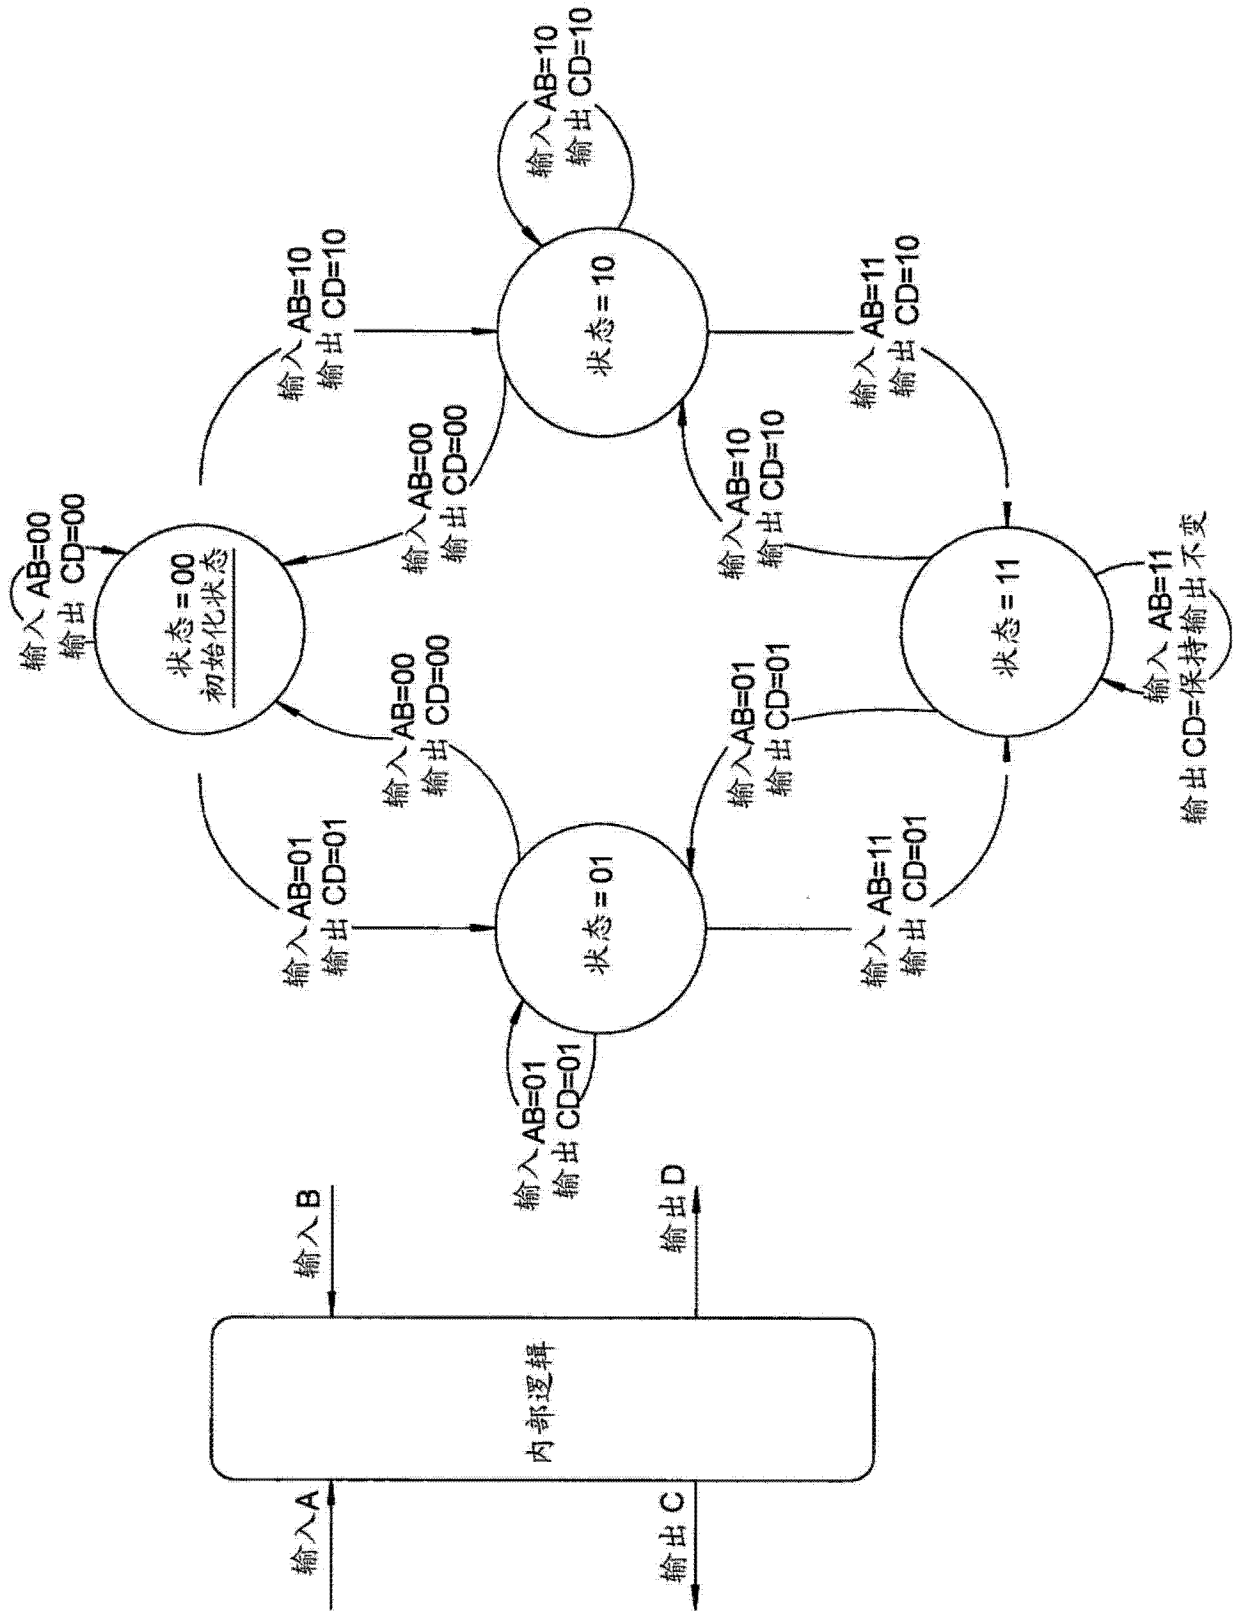 输入 A
输出 C
内部逻辑
输入 B
输出 D
输入 AB=00
输出 CD=00
状态 = 00
初始化状态
输入 AB=01
输出 CD=01
输入 AB=10
输出 CD=10
输入 AB=00
输出 CD=00
输入 AB=00
输出 CD=00
输入 AB=01
输出 CD=01
状态 = 01
状态 = 10
输入 AB=10
输出 CD=10
输入 AB=01
输出 CD=01
输入 AB=10
输出 CD=10
输入 AB=11
输出 CD=01
输入 AB=11
输出 CD=10
状态 = 11
输入 AB=11
输出 CD=保持输出不变